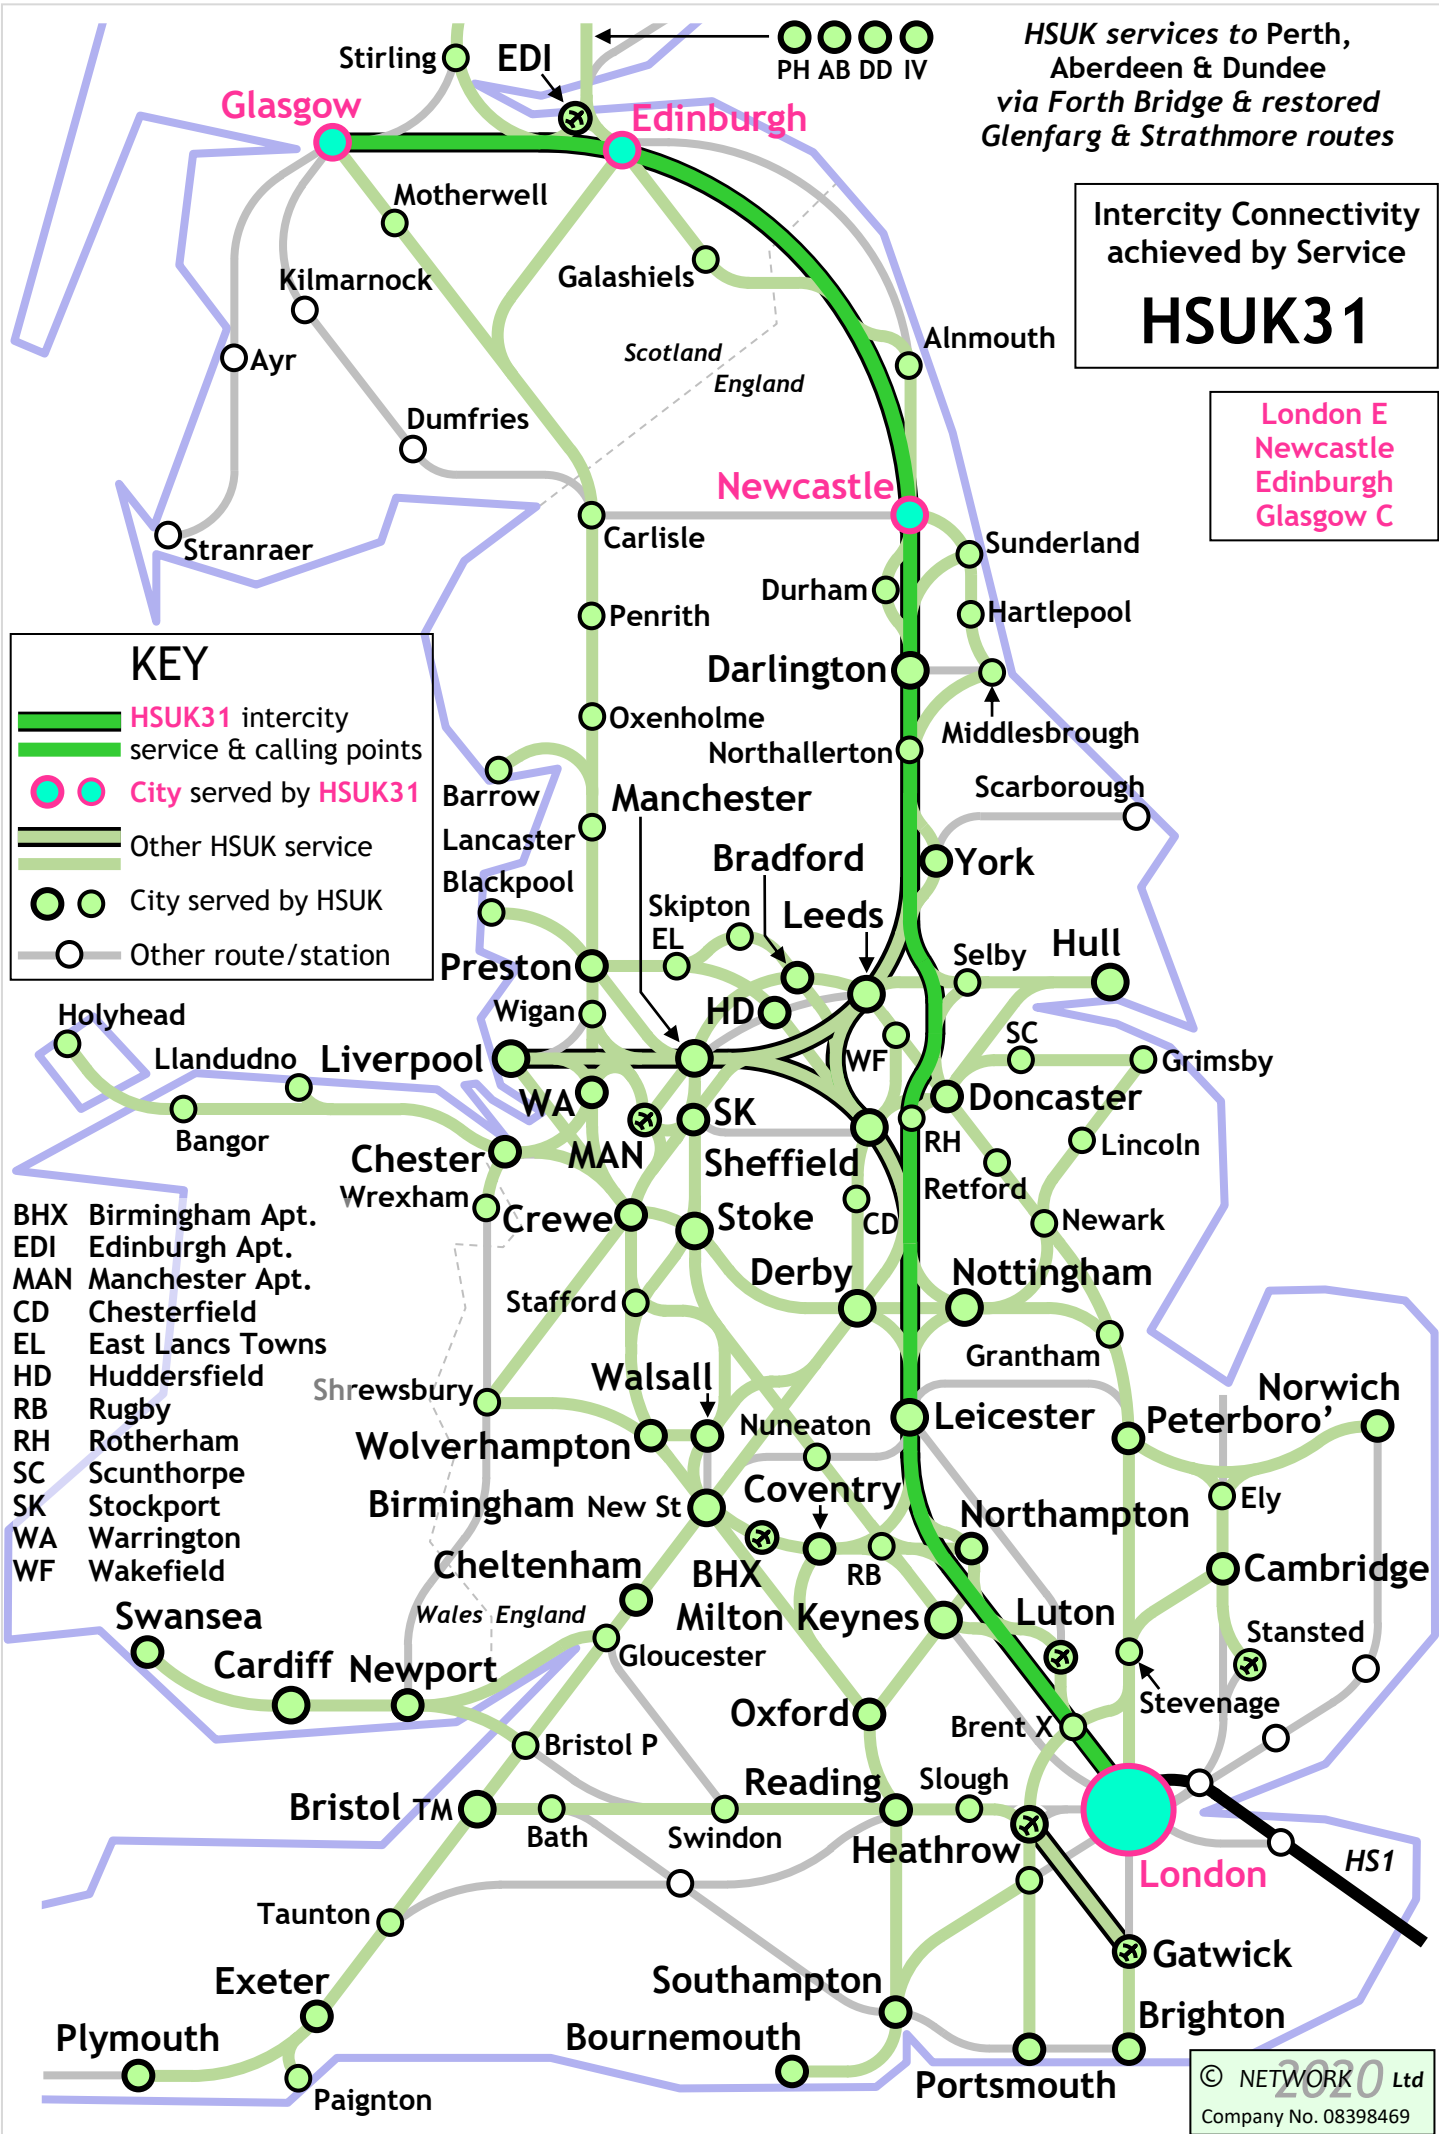 Stirling
EDI
PH AB DD IV
HSUK services to Perth,
Aberdeen & Dundee
via Forth Bridge & restored
Glenfarg & Strathmore routes
Glasgow
Edinburgh
Intercity Connectivity
achieved by Service
HSUK31
Motherwell
Kilmarnock
Galashiels
Alnmouth
Ayr
Scotland
England
London E
Newcastle
Edinburgh
Glasgow C
Dumfries
Newcastle
Carlisle
Stranraer
Sunderland
Durham
Hartlepool
Penrith
KEY
HSUK31 intercity
service & calling points
City served by HSUK31
Other HSUK service
City served by HSUK
Other route/station
Darlington
Middlesbrough
Oxenholme
Northallerton
Scarborough
Barrow
Manchester
Lancaster
Bradford
York
Blackpool
Skipton
Leeds
EL
Selby
Hull
Preston
Wigan
HD
Holyhead
Llandudno
Liverpool
WF
SC
Grimsby
WA
SK
Doncaster
Bangor
MAN
RH
Lincoln
Chester
Sheffield
Retford
Wrexham
Crewe
Stoke
CD
Newark
BHX Birmingham Apt.
EDI Edinburgh Apt.
MAN Manchester Apt.
CD Chesterfield
EL East Lancs Towns
HD Huddersfield
RB Rugby
RH Rotherham
SC Scunthorpe
SK Stockport
WA Warrington
WF Wakefield
Derby
Nottingham
Stafford
Grantham
Walsall
Shrewsbury
Norwich
Nuneaton
Leicester
Peterboro’
Wolverhampton
Coventry
Ely
Birmingham New St
Northampton
Cheltenham
BHX
RB
Cambridge
Wales England
Milton Keynes
Luton
Swansea
Stansted
Gloucester
Cardiff
Newport
Stevenage
Oxford
Brent X
Bristol P
Reading
Slough
Bristol TM
Bath
Swindon
Heathrow
HS1
London
Taunton
Gatwick
Exeter
Southampton
Brighton
Plymouth
Bournemouth
Paignton
Portsmouth
© NETWORK 2020 Ltd
Company No. 08398469